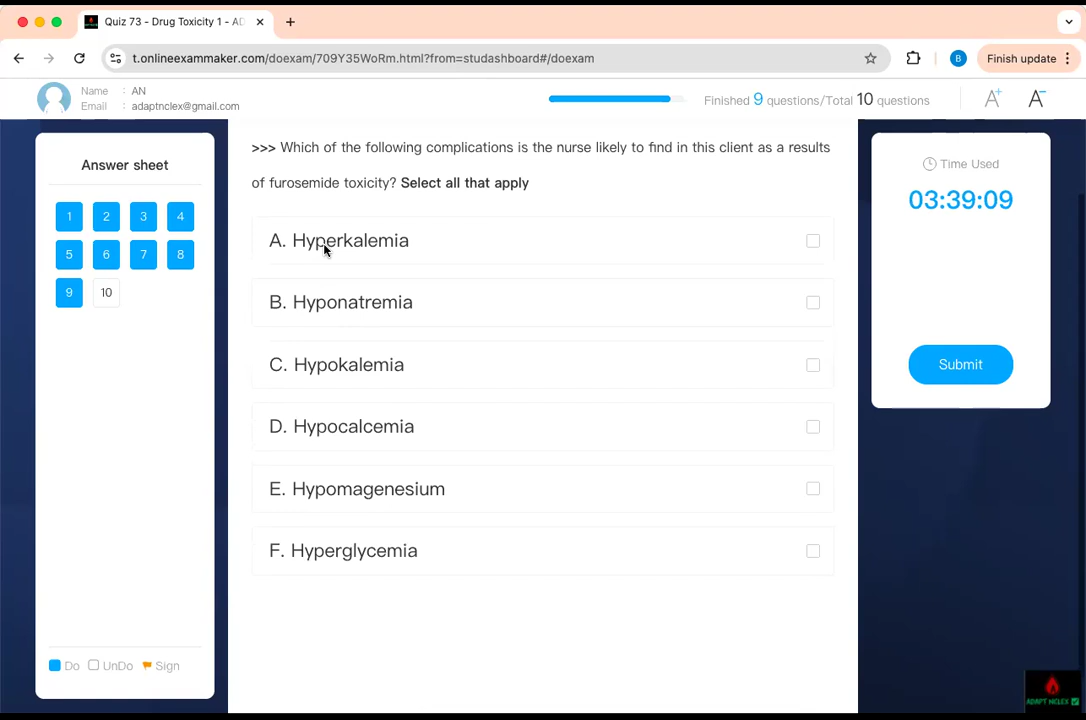 Quiz 73 - Drug Toxicity 1 - AD
Finish update
t.onlineexammaker.com/doexam/709Y35WoRm.html?from=studashboard#/doexam
B
Name : AN
Email : adaptnclex@gmail.com
Finished 9 questions/Total 10 questions
A+ A-
Answer sheet
1 2 3 4
5 6 7 8
9 10
Do UnDo Sign
>>> Which of the following complications is the nurse likely to find in this client as a results
of furosemide toxicity? Select all that apply
A. Hyperkalemia
B. Hyponatremia
C. Hypokalemia
D. Hypocalcemia
E. Hypomagenesium
F. Hyperglycemia
Time Used
03:39:09
Submit
ADAPT NCLEX